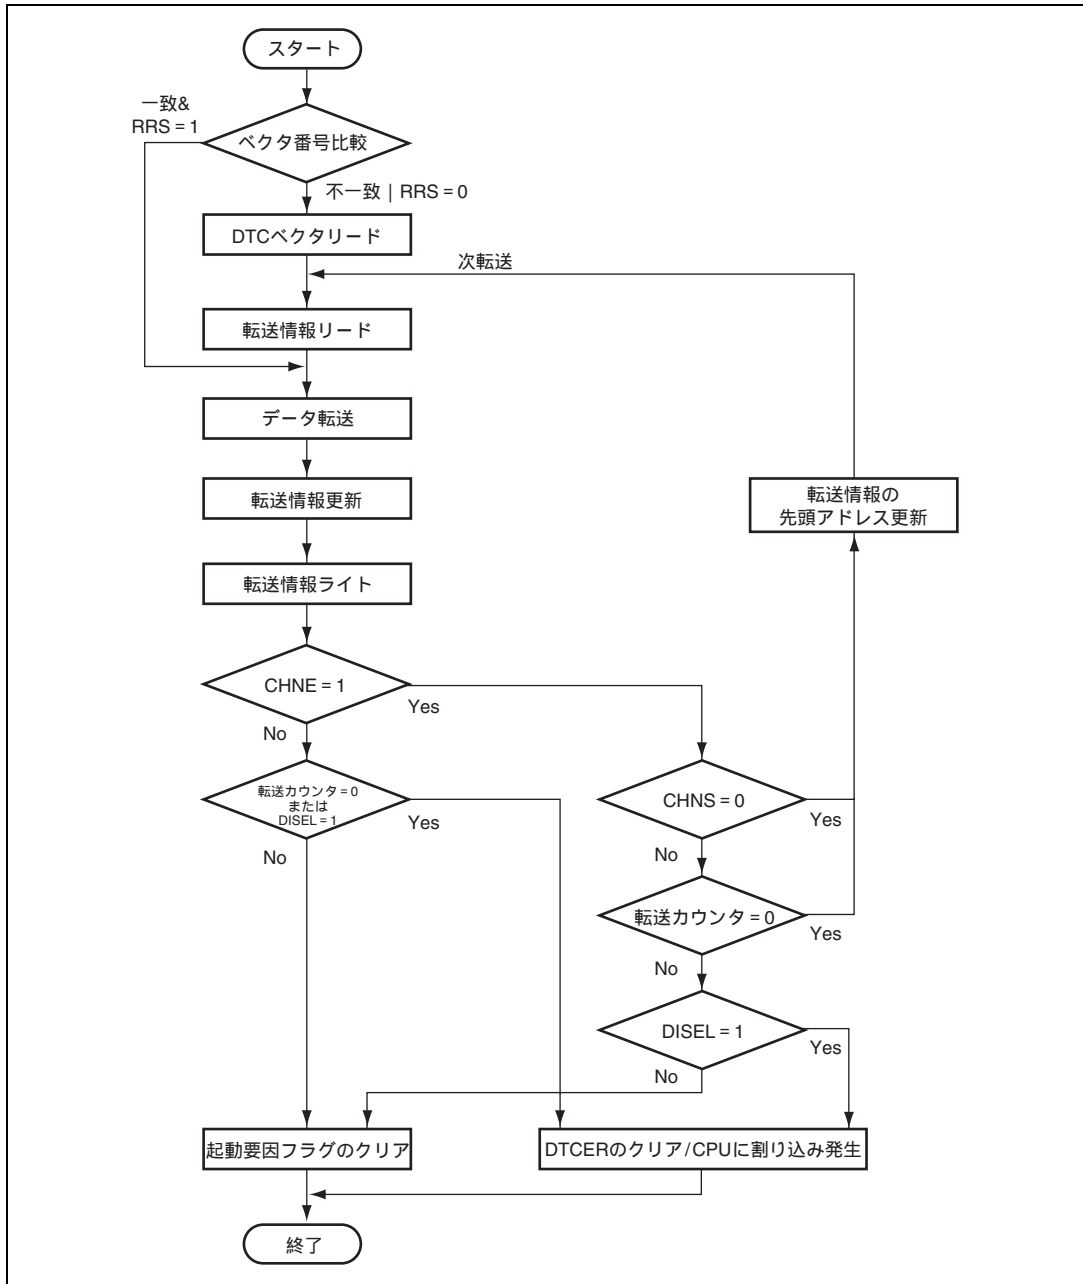 スタート
一致&
RRS = 1
ベクタ番号比較
不一致 | RRS = 0
DTCベクタリード
次転送
転送情報リード
データ転送
転送情報更新
転送情報の
先頭アドレス更新
転送情報ライト
CHNE = 1
Yes
No
転送カウンタ = 0
または
DISEL = 1
Yes
No
CHNS = 0
Yes
No
転送カウンタ = 0
Yes
No
DISEL = 1
Yes
No
起動要因フラグのクリア
DTCERのクリア/CPUに割り込み発生
終了